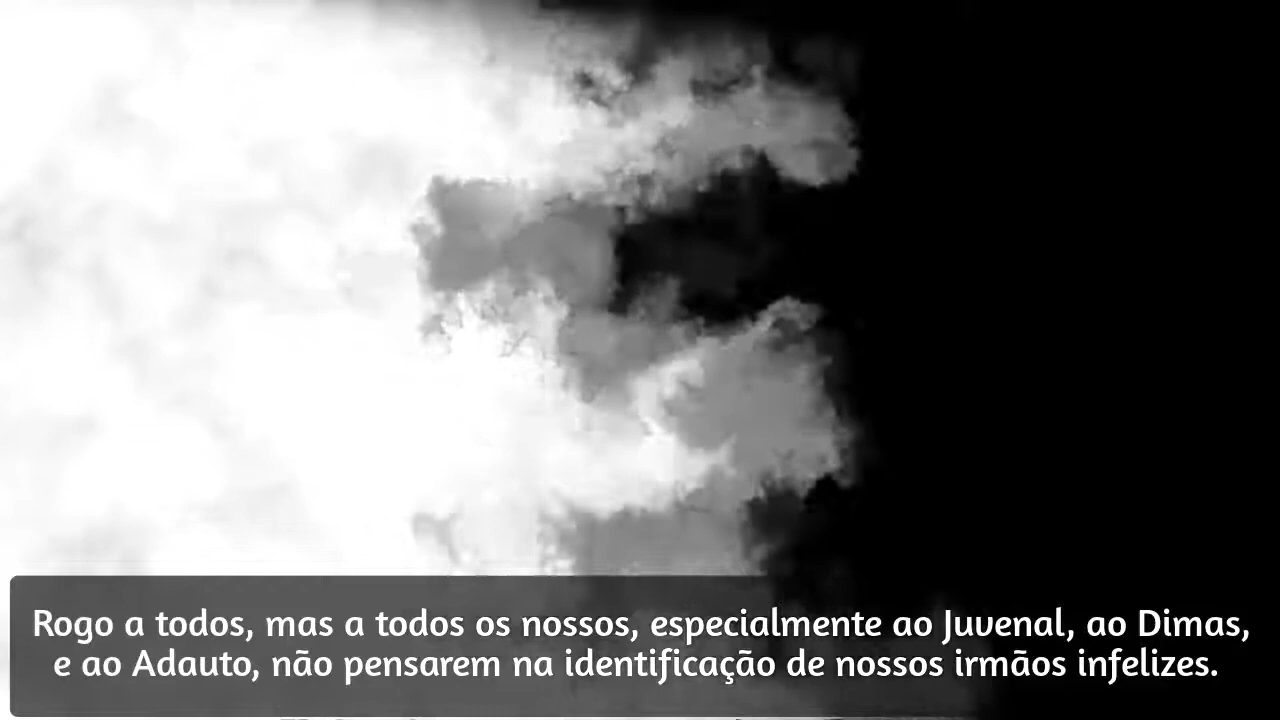 Rogo a todos, mas a todos os nossos, especialmente ao Juvenal, ao Dimas,
e ao Adauto, não pensarem na identificação de nossos irmãos infelizes.